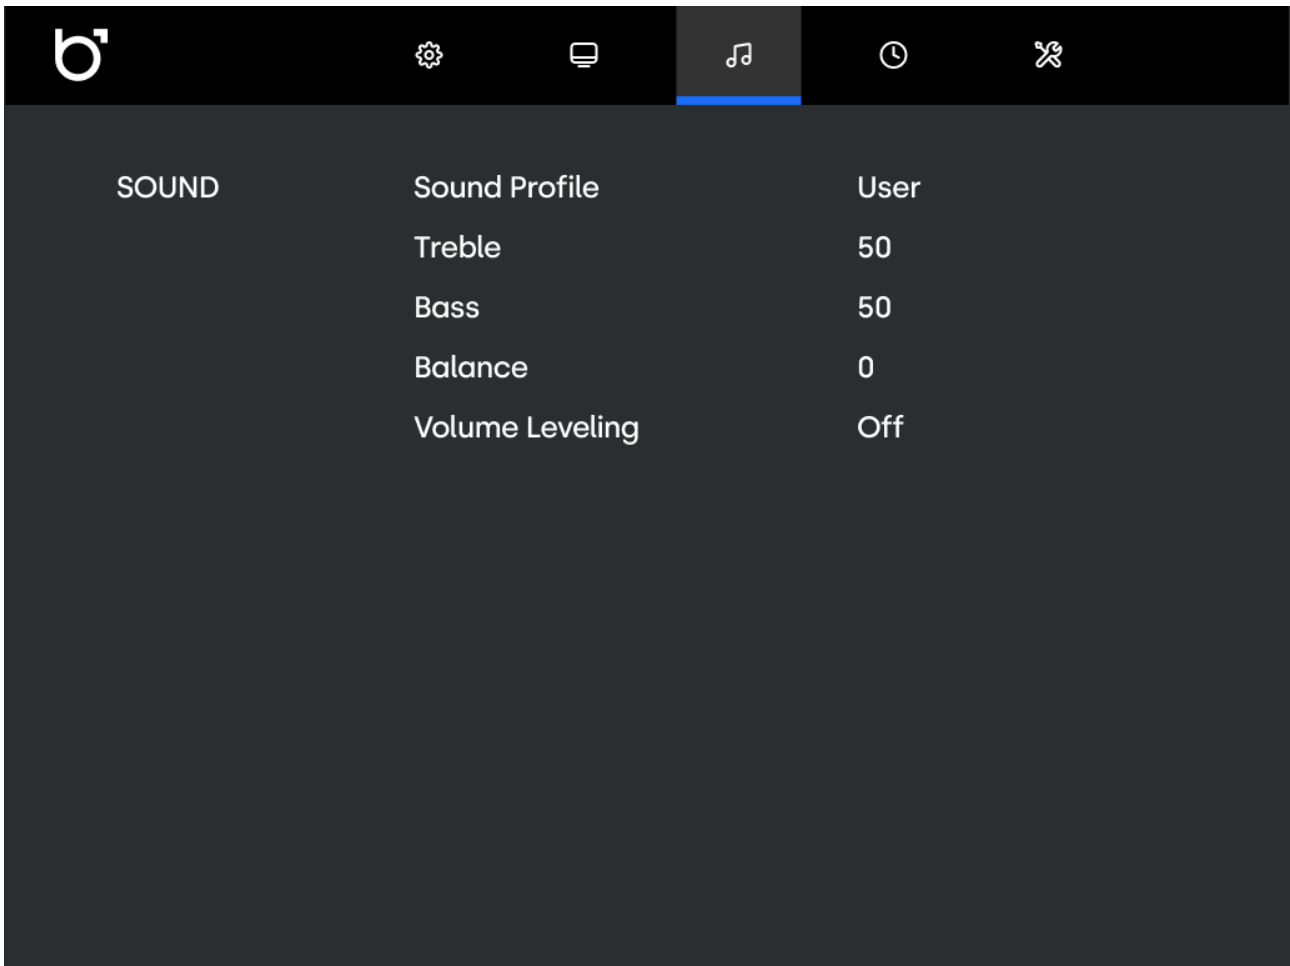 SOUND Sound Profile User
Treble 50
Bass 50
Balance 0
Volume Leveling Off